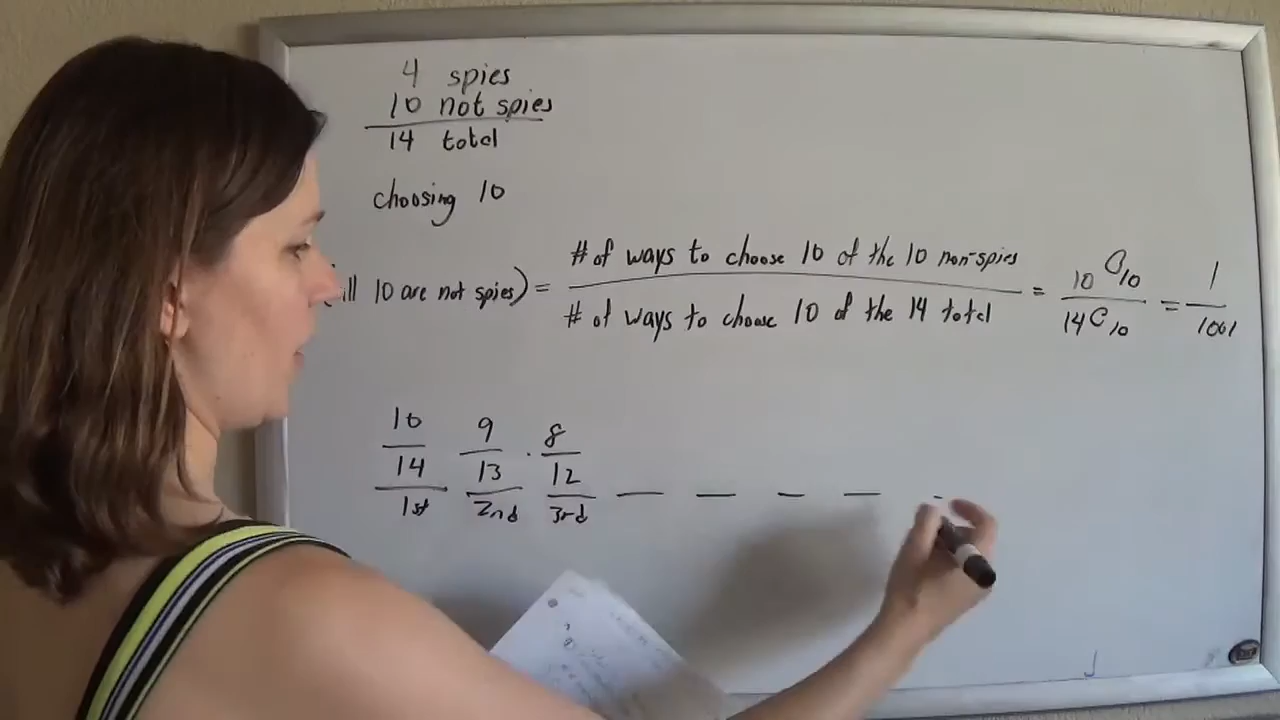 4 spies
10 not spies
14 total
choosing 10
# of ways to choose 10 of the 10 non-spies
10 are not spies) = = 10C10 / 14C10 = 1 / 1001
# of ways to choose 10 of the 14 total
10 9 · 8
14 13 12
1st 2nd 3rd